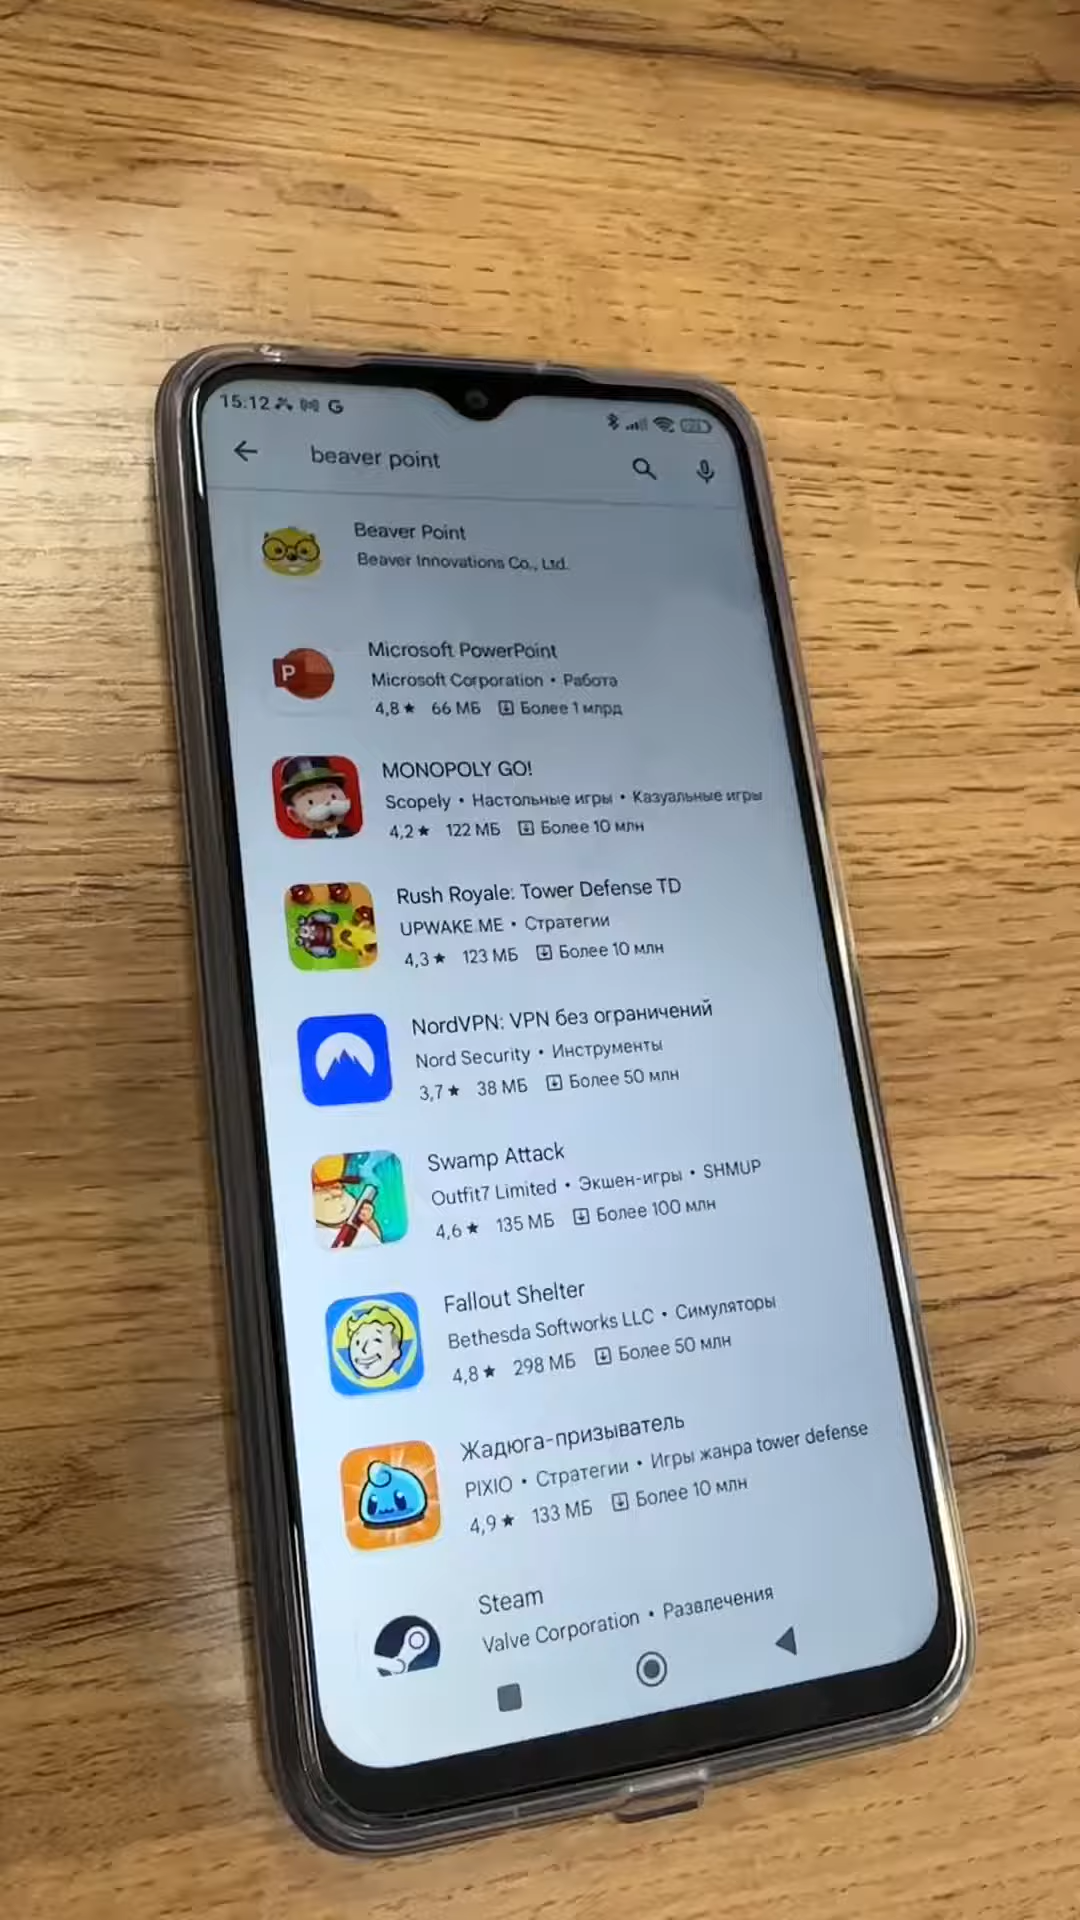 15:12 G
beaver point
Beaver Point
Beaver Innovations Co., Ltd.
P
Microsoft PowerPoint
Microsoft Corporation • Работа
4,8★ 66 МБ Более 1 млрд
MONOPOLY GO!
Scopely • Настольные игры • Казуальные игры
4,2★ 122 МБ Более 10 млн
Rush Royale: Tower Defense TD
UPWAKE.ME • Стратегии
4,3★ 123 МБ Более 10 млн
NordVPN: VPN без ограничений
Nord Security • Инструменты
3,7★ 38 МБ Более 50 млн
Swamp Attack
Outfit7 Limited • Экшен-игры • SHMUP
4,6★ 135 МБ Более 100 млн
Fallout Shelter
Bethesda Softworks LLC • Симуляторы
4,8★ 298 МБ Более 50 млн
Жадюга-призыватель
PIXIO • Стратегии • Игры жанра tower defense
4,9★ 133 МБ Более 10 млн
Steam
Valve Corporation • Развлечения